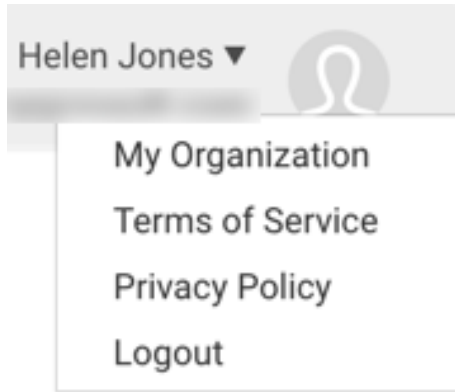 Helen Jones ▼
My Organization
Terms of Service
Privacy Policy
Logout